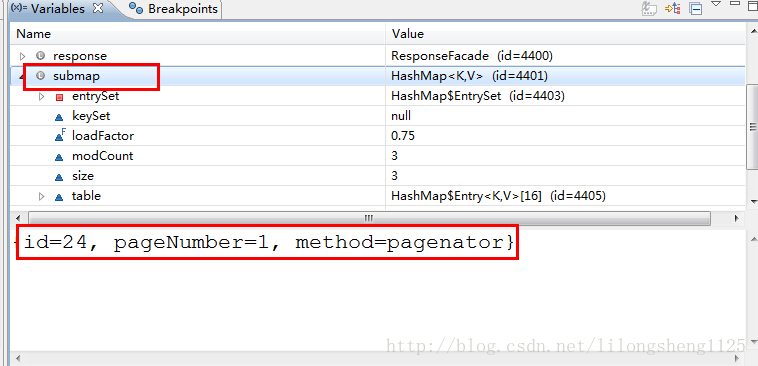 (x)= Variables Breakpoints
Name Value
response ResponseFacade (id=4400)
submap HashMap<K,V> (id=4401)
entrySet HashMap$EntrySet (id=4403)
keySet null
loadFactor 0.75
modCount 3
size 3
table HashMap$Entry<K,V>[16] (id=4405)
{id=24, pageNumber=1, method=pagenator}
http://blog.csdn.net/lilongsheng1125